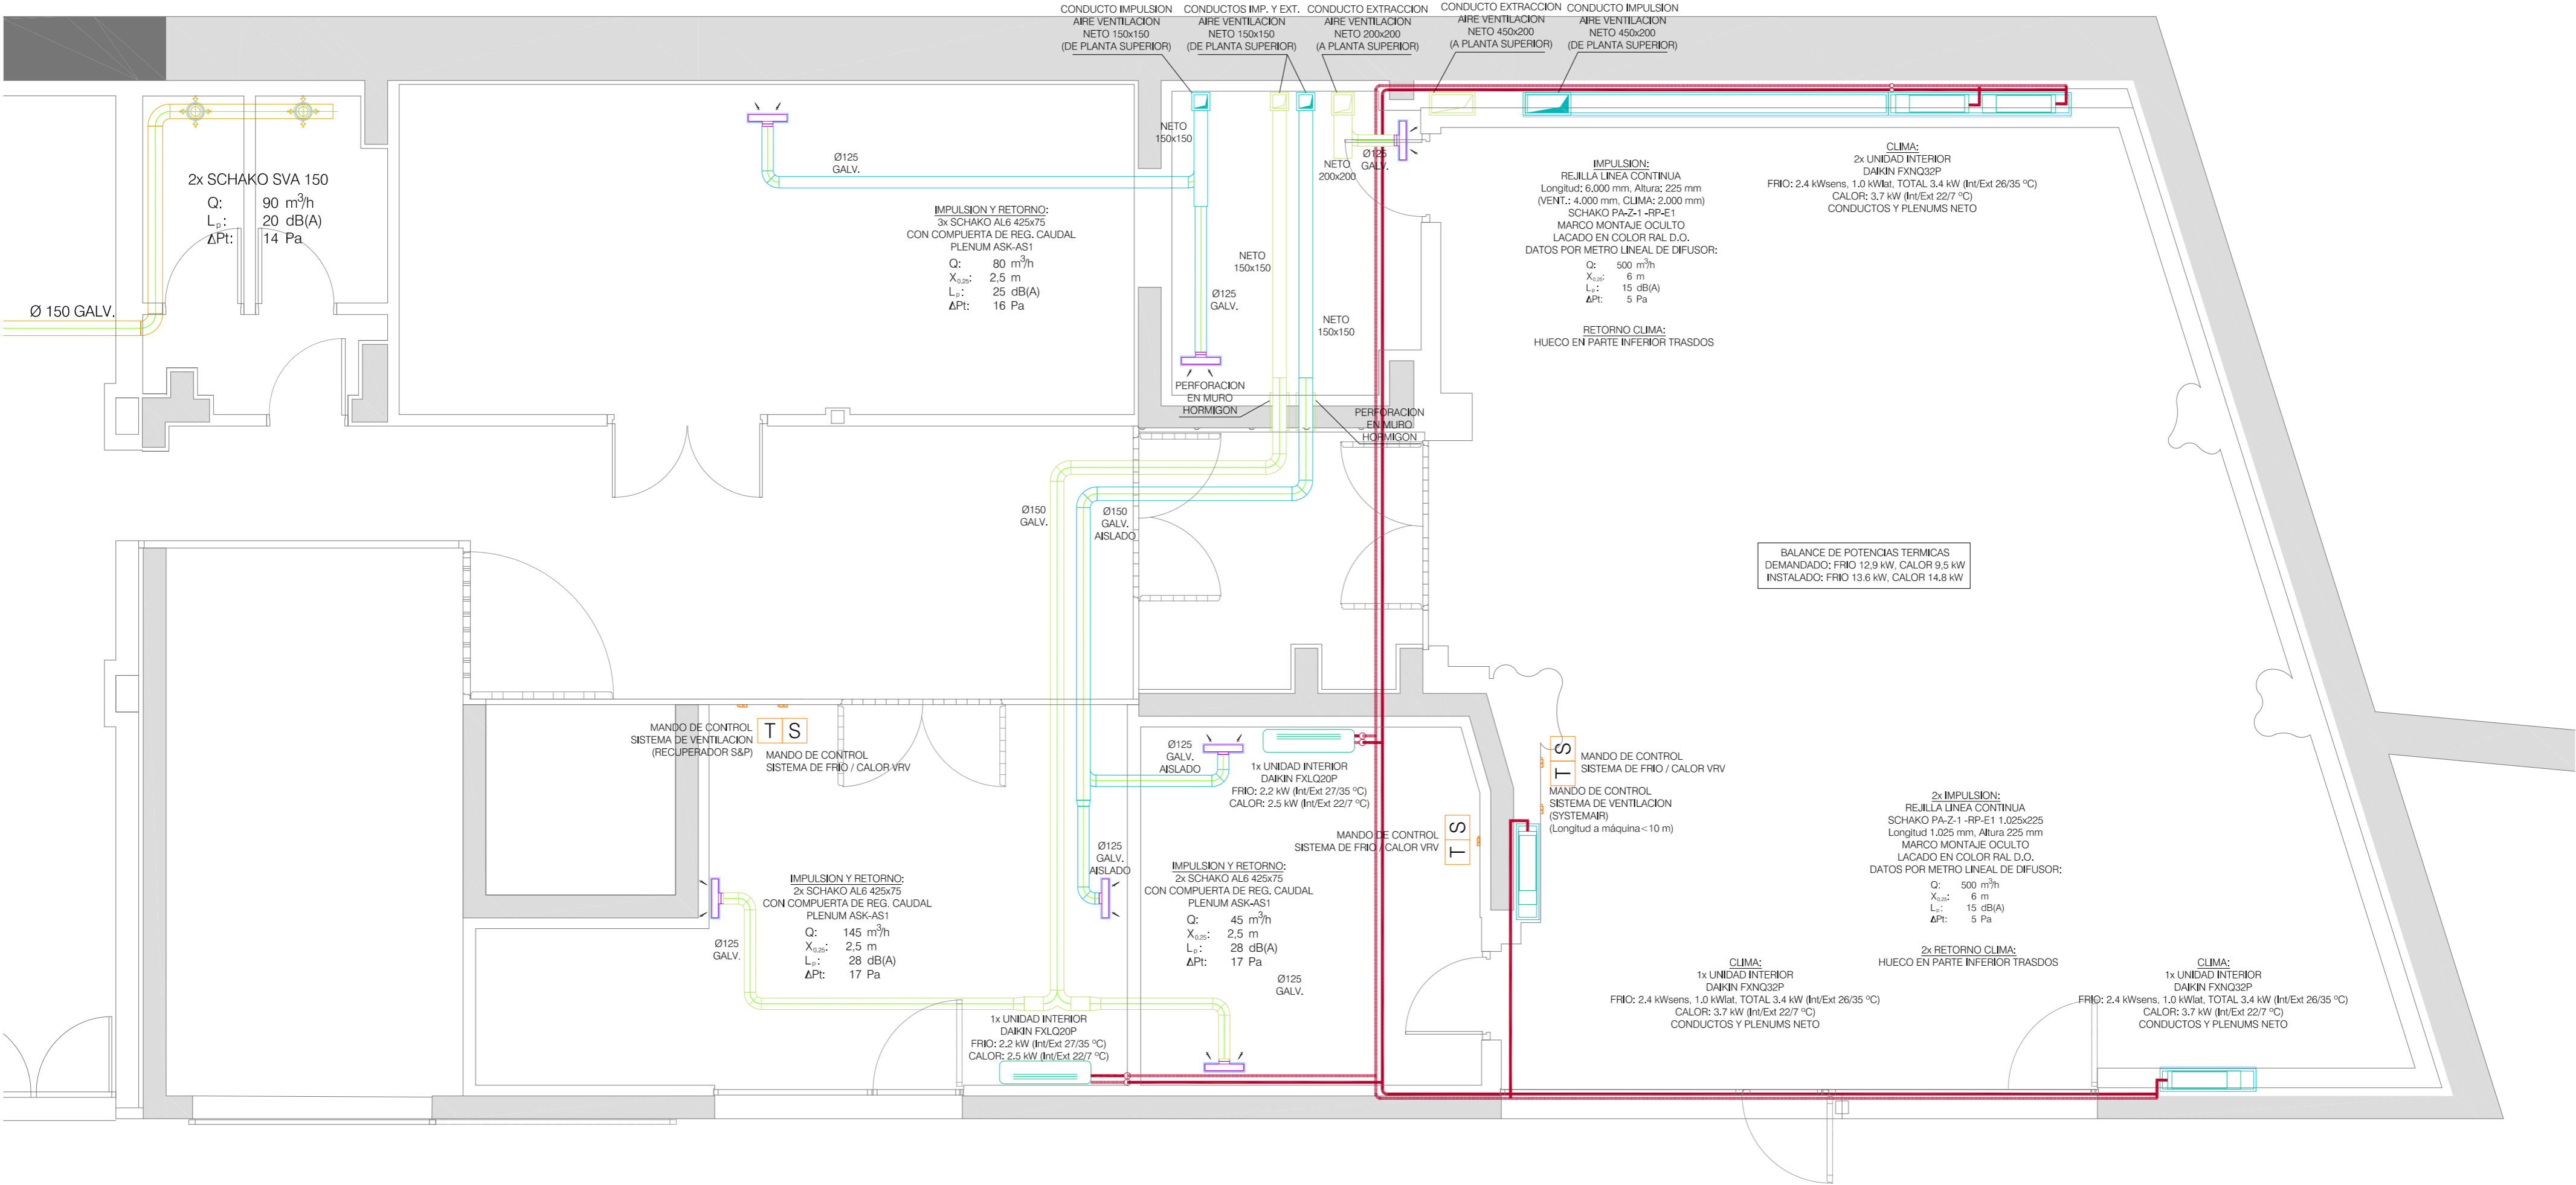 CONDUCTO IMPULSION
AIRE VENTILACION
NETO 150x150
(DE PLANTA SUPERIOR)
CONDUCTOS IMP. Y EXT.
AIRE VENTILACION
NETO 150x150
(DE PLANTA SUPERIOR)
CONDUCTO EXTRACCION
AIRE VENTILACION
NETO 200x200
(A PLANTA SUPERIOR)
CONDUCTO EXTRACCION
AIRE VENTILACION
NETO 450x200
(A PLANTA SUPERIOR)
CONDUCTO IMPULSION
AIRE VENTILACION
NETO 450x200
(DE PLANTA SUPERIOR)
2x SCHAKO SVA 150
Q: 90 m³/h
Lp: 20 dB(A)
ΔPt: 14 Pa
Ø 150 GALV.
Ø125
GALV.
NETO
150x150
IMPULSION Y RETORNO:
3x SCHAKO AL6 425x75
CON COMPUERTA DE REG. CAUDAL
PLENUM ASK-AS1
Q: 80 m³/h
X0,25: 2,5 m
Lp: 25 dB(A)
ΔPt: 16 Pa
NETO
150x150
Ø125
GALV.
NETO
150x150
NETO
200x200
Ø125
GALV.
PERFORACION
EN MURO
HORMIGON
PERFORACION
EN MURO
HORMIGON
IMPULSION:
REJILLA LINEA CONTINUA
Longitud: 6.000 mm, Altura: 225 mm
(VENT.: 4.000 mm, CLIMA: 2.000 mm)
SCHAKO PA-Z-1 -RP-E1
MARCO MONTAJE OCULTO
LACADO EN COLOR RAL D.O.
DATOS POR METRO LINEAL DE DIFUSOR:
Q: 500 m³/h
X0,25: 6 m
Lp: 15 dB(A)
ΔPt: 5 Pa
RETORNO CLIMA:
HUECO EN PARTE INFERIOR TRASDOS
CLIMA:
2x UNIDAD INTERIOR
DAIKIN FXNQ32P
FRIO: 2.4 kWsens, 1.0 kWlat, TOTAL 3.4 kW (Int/Ext 26/35 ºC)
CALOR: 3.7 kW (Int/Ext 22/7 ºC)
CONDUCTOS Y PLENUMS NETO
Ø150
GALV.
Ø150
GALV.
AISLADO
BALANCE DE POTENCIAS TERMICAS
DEMANDADO: FRIO 12,9 kW, CALOR 9,5 kW
INSTALADO: FRIO 13.6 kW, CALOR 14.8 kW
MANDO DE CONTROL
SISTEMA DE VENTILACION
(RECUPERADOR S&P)
T S
MANDO DE CONTROL
SISTEMA DE FRIO / CALOR VRV
Ø125
GALV.
AISLADO
1x UNIDAD INTERIOR
DAIKIN FXLQ20P
FRIO: 2.2 kW (Int/Ext 27/35 ºC)
CALOR: 2.5 kW (Int/Ext 22/7 ºC)
T S
MANDO DE CONTROL
SISTEMA DE FRIO / CALOR VRV
MANDO DE CONTROL
SISTEMA DE VENTILACION
(SYSTEMAIR)
(Longitud a máquina<10 m)
MANDO DE CONTROL
SISTEMA DE FRIO / CALOR VRV
T S
Ø125
GALV.
AISLADO
IMPULSION Y RETORNO:
2x SCHAKO AL6 425x75
CON COMPUERTA DE REG. CAUDAL
PLENUM ASK-AS1
Q: 145 m³/h
X0,25: 2,5 m
Lp: 28 dB(A)
ΔPt: 17 Pa
IMPULSION Y RETORNO:
2x SCHAKO AL6 425x75
CON COMPUERTA DE REG. CAUDAL
PLENUM ASK-AS1
Q: 45 m³/h
X0,25: 2,5 m
Lp: 28 dB(A)
ΔPt: 17 Pa
Ø125
GALV.
Ø125
GALV.
2x IMPULSION:
REJILLA LINEA CONTINUA
SCHAKO PA-Z-1 -RP-E1 1.025x225
Longitud 1.025 mm, Altura 225 mm
MARCO MONTAJE OCULTO
LACADO EN COLOR RAL D.O.
DATOS POR METRO LINEAL DE DIFUSOR:
Q: 500 m³/h
X0,25: 6 m
Lp: 15 dB(A)
ΔPt: 5 Pa
2x RETORNO CLIMA:
HUECO EN PARTE INFERIOR TRASDOS
CLIMA:
1x UNIDAD INTERIOR
DAIKIN FXNQ32P
FRIO: 2.4 kWsens, 1.0 kWlat, TOTAL 3.4 kW (Int/Ext 26/35 ºC)
CALOR: 3.7 kW (Int/Ext 22/7 ºC)
CONDUCTOS Y PLENUMS NETO
CLIMA:
1x UNIDAD INTERIOR
DAIKIN FXNQ32P
FRIO: 2.4 kWsens, 1.0 kWlat, TOTAL 3.4 kW (Int/Ext 26/35 ºC)
CALOR: 3.7 kW (Int/Ext 22/7 ºC)
CONDUCTOS Y PLENUMS NETO
1x UNIDAD INTERIOR
DAIKIN FXLQ20P
FRIO: 2.2 kW (Int/Ext 27/35 ºC)
CALOR: 2.5 kW (Int/Ext 22/7 ºC)